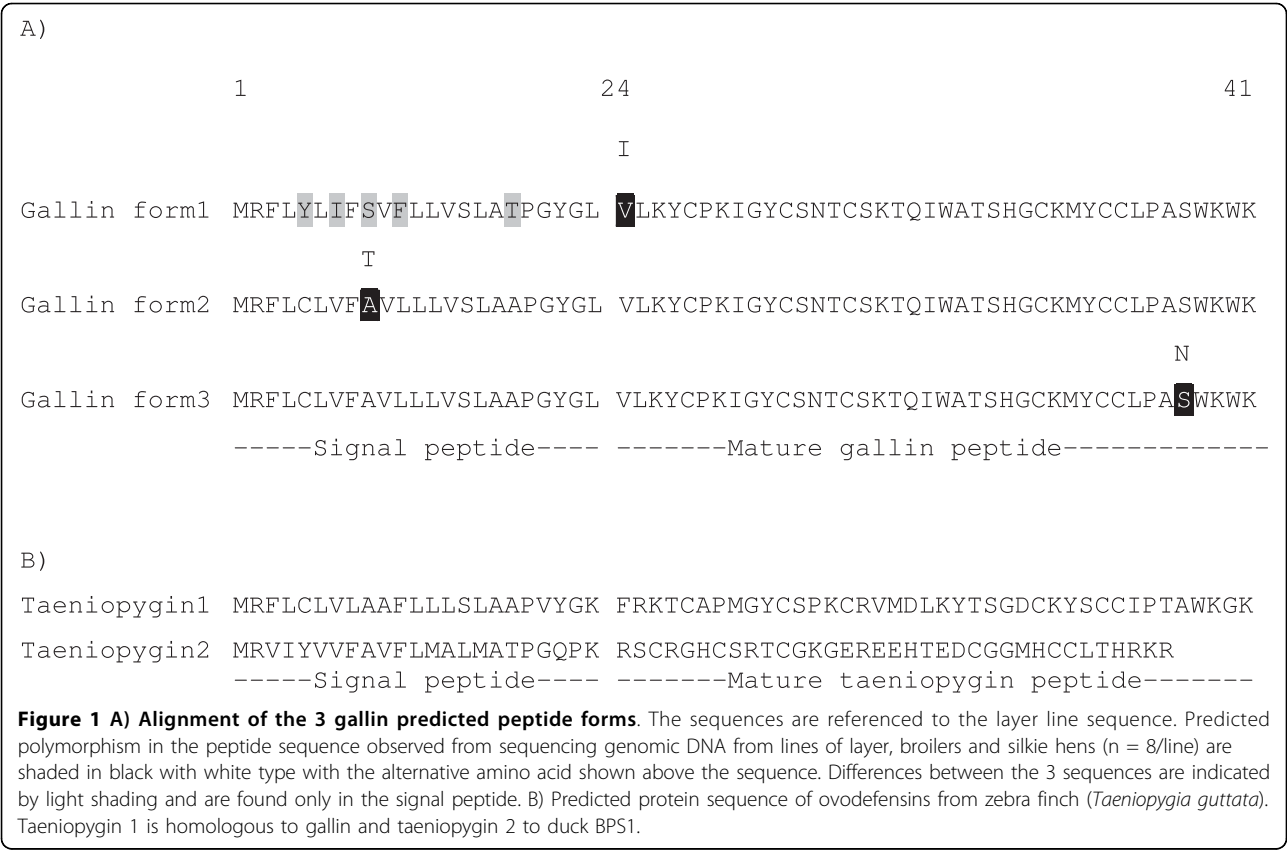 A)
1 24 41
I
Gallin form1 MRFLYLIFSVFLLVSLATPGYGL VLKYCPKIGYCSNTCSKTQIWATSHGCKMYCCLPASWKWK
T
Gallin form2 MRFLCLVFAVLLLVSLAAPGYGL VLKYCPKIGYCSNTCSKTQIWATSHGCKMYCCLPASWKWK
N
Gallin form3 MRFLCLVFAVLLLVSLAAPGYGL VLKYCPKIGYCSNTCSKTQIWATSHGCKMYCCLPASWKWK
-----Signal peptide---- -------Mature gallin peptide-------------
B)
Taeniopygin1 MRFLCLVLAAFLLLSLAAPVYGK FRKTCAPMGYCSPKCRVMDLKYTSGDCKYSCCIPTAWKGK
Taeniopygin2 MRVIYVVFAVFLMALMATPGQPK RSCRGHCSRTCGKGEREEHTEDCGGMHCCLTHRKR
-----Signal peptide---- -------Mature taeniopygin peptide-------
Figure 1 A) Alignment of the 3 gallin predicted peptide forms. The sequences are referenced to the layer line sequence. Predicted
polymorphism in the peptide sequence observed from sequencing genomic DNA from lines of layer, broilers and silkie hens (n = 8/line) are
shaded in black with white type with the alternative amino acid shown above the sequence. Differences between the 3 sequences are indicated
by light shading and are found only in the signal peptide. B) Predicted protein sequence of ovodefensins from zebra finch (Taeniopygia guttata).
Taeniopygin 1 is homologous to gallin and taeniopygin 2 to duck BPS1.